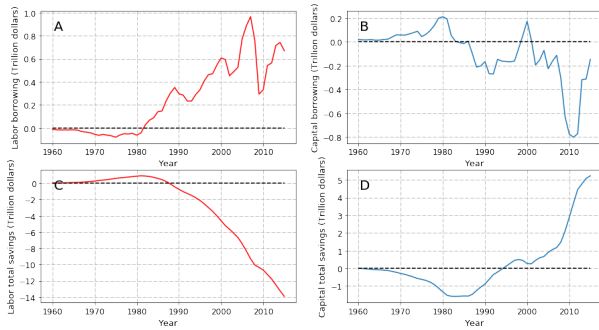 A
Labor borrowing (Trillion dollars)
1.0
0.8
0.6
0.4
0.2
0.0
1960 1970 1980 1990 2000 2010
Year
B
Capital borrowing (Trillion dollars)
0.2
0.0
−0.2
−0.4
−0.6
−0.8
1960 1970 1980 1990 2000 2010
Year
C
Labor total savings (Trillion dollars)
0
−2
−4
−6
−8
−10
−12
−14
1960 1970 1980 1990 2000 2010
Year
D
Capital total savings (Trillion dollars)
5
4
3
2
1
0
−1
1960 1970 1980 1990 2000 2010
Year